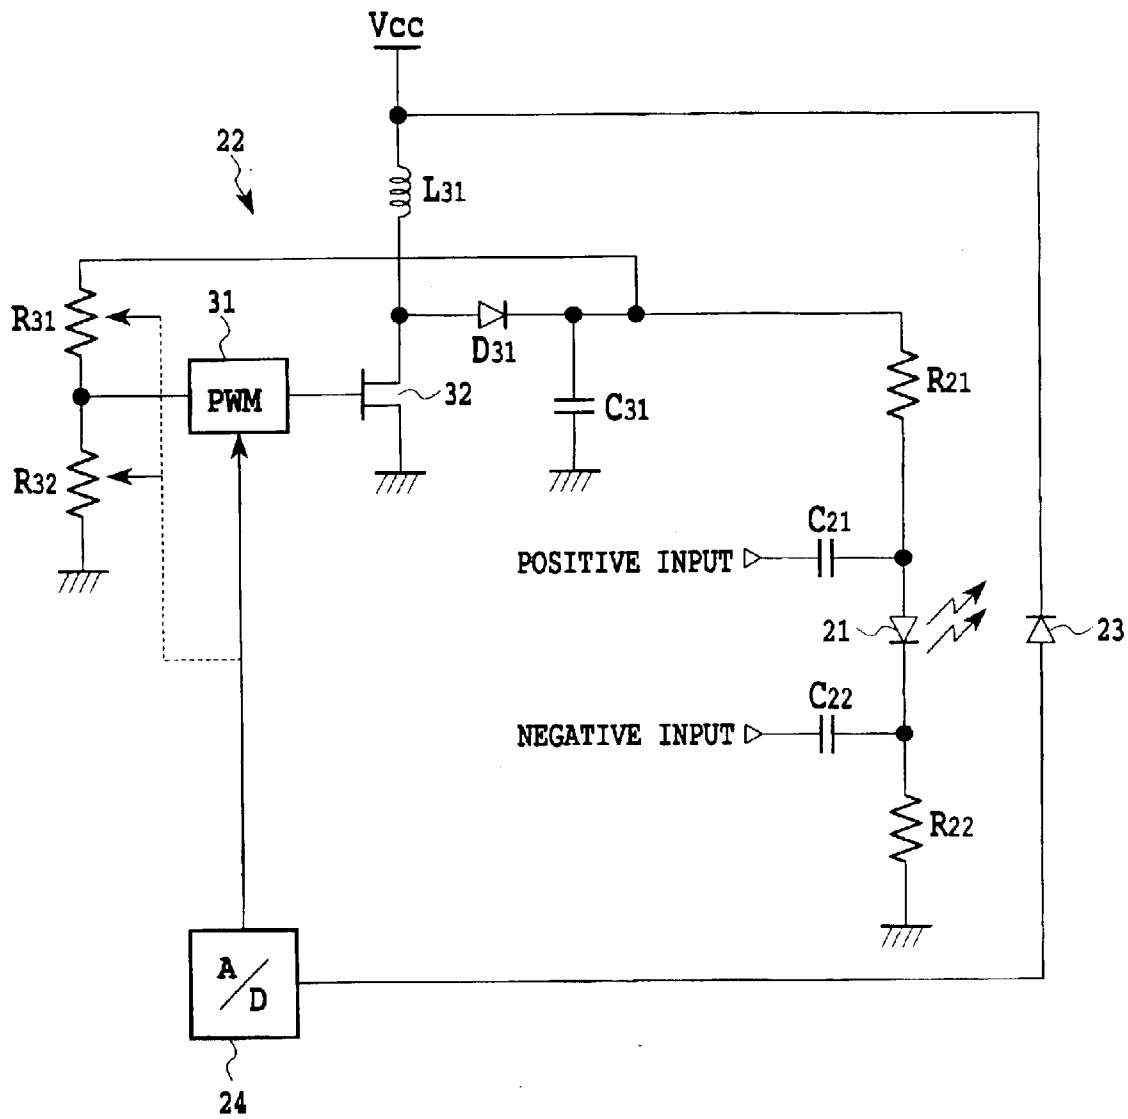 Vcc
22
L31
R31
31
PWM
D31
32
C31
R21
R32
C21
POSITIVE INPUT
21
23
C22
NEGATIVE INPUT
R22
A/D
24